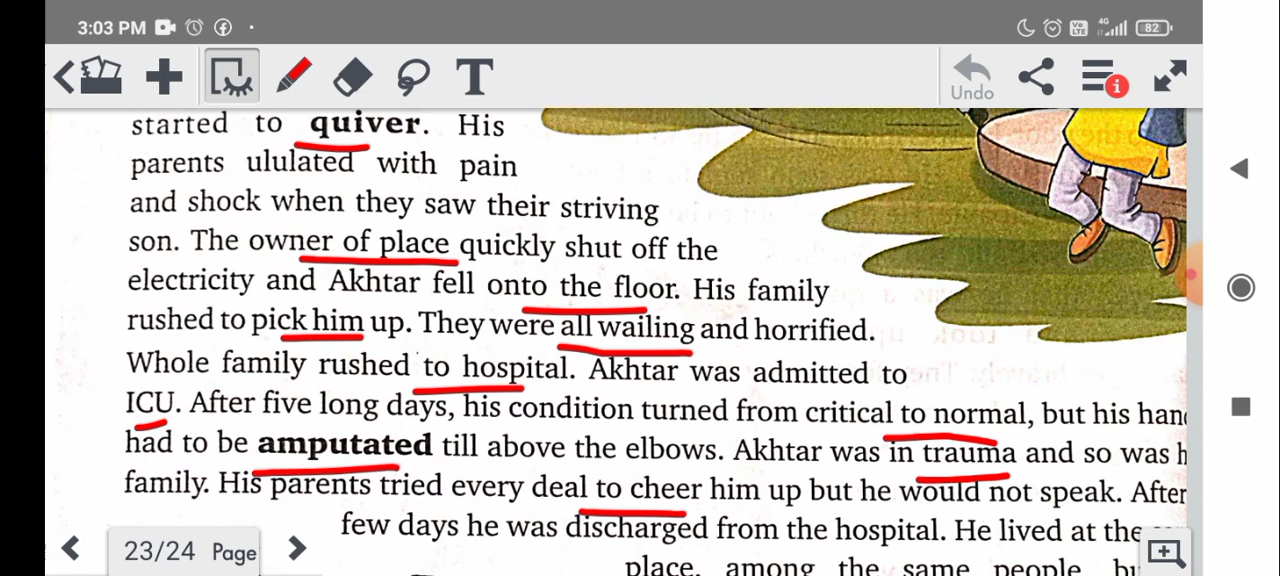 3:03 PM
4G
82
T
Undo
started to quiver. His
parents ululated with pain
and shock when they saw their striving
son. The owner of place quickly shut off the
electricity and Akhtar fell onto the floor. His family
rushed to pick him up. They were all wailing and horrified.
Whole family rushed to hospital. Akhtar was admitted to
ICU. After five long days, his condition turned from critical to normal, but his
had to be amputated till above the elbows. Akhtar was in trauma and so was
family. His parents tried every deal to cheer him up but he would not speak. After
few days he was discharged from the hospital. He lived at the
place, among the same people
23/24 Page